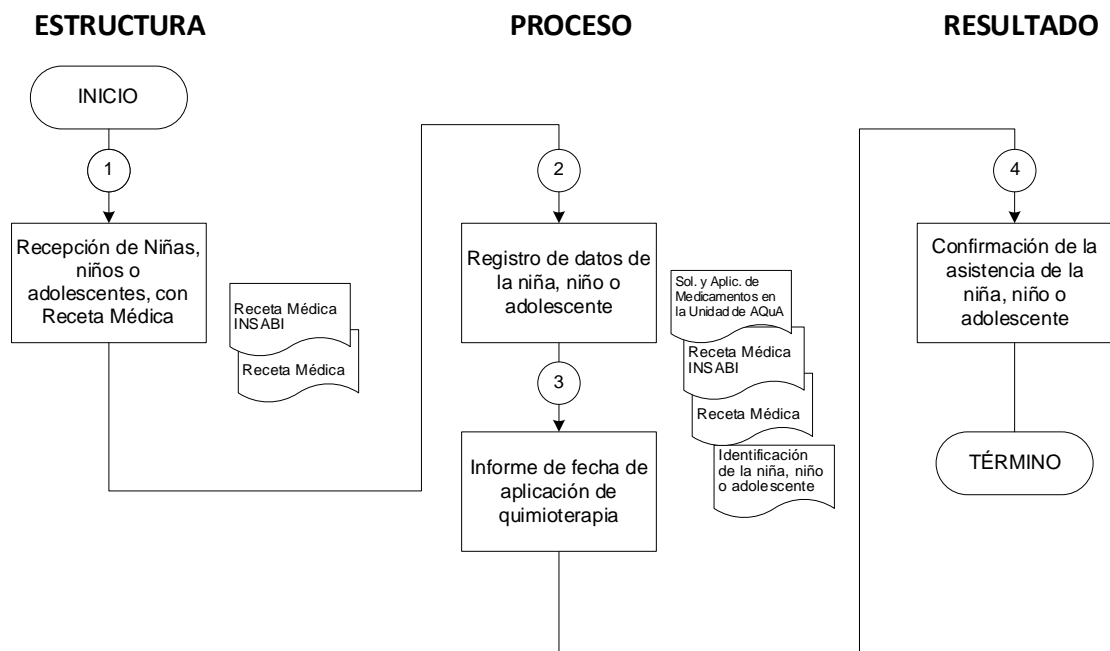 ESTRUCTURA
PROCESO
RESULTADO
INICIO
1
Recepción de Niñas,
niños o
adolescentes, con
Receta Médica
Receta Médica
INSABI
Receta Médica
2
Registro de datos de
la niña, niño o
adolescente
Sol. y Aplic. de
Medicamentos en
la Unidad de AQuA
Receta Médica
INSABI
Receta Médica
Identificación
de la niña, niño
o adolescente
3
Informe de fecha de
aplicación de
quimioterapia
4
Confirmación de la
asistencia de la
niña, niño o
adolescente
TÉRMINO